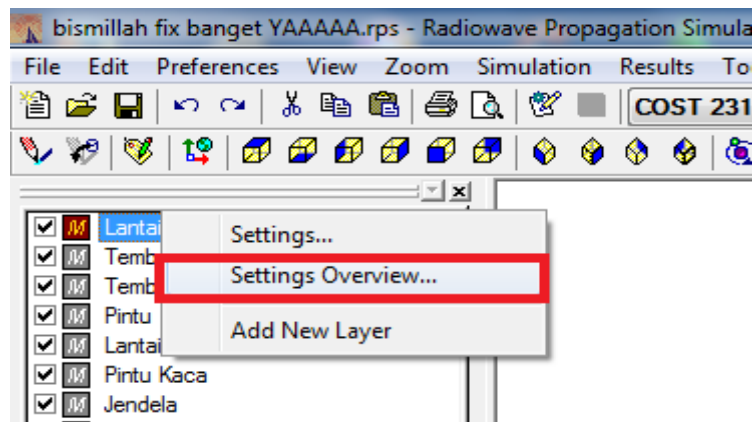 bismillah fix banget YAAAAA.rps - Radiowave Propagation Simula
File Edit Preferences View Zoom Simulation Results To
COST 231
Lantai
Settings...
Temb
Settings Overview...
Temb
Pintu
Add New Layer
Lantai
Pintu Kaca
Jendela